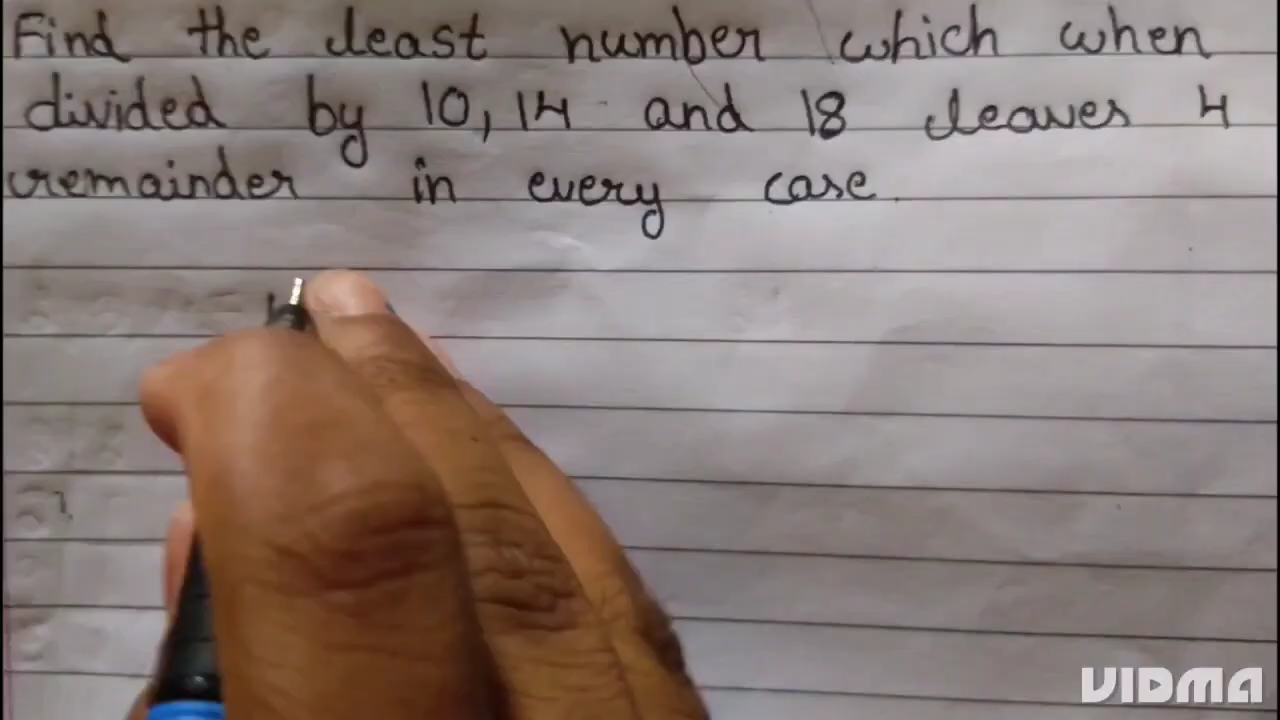 Find the least number which when
divided by 10, 14 and 18 leaves 4
remainder in every case.
VIDMA